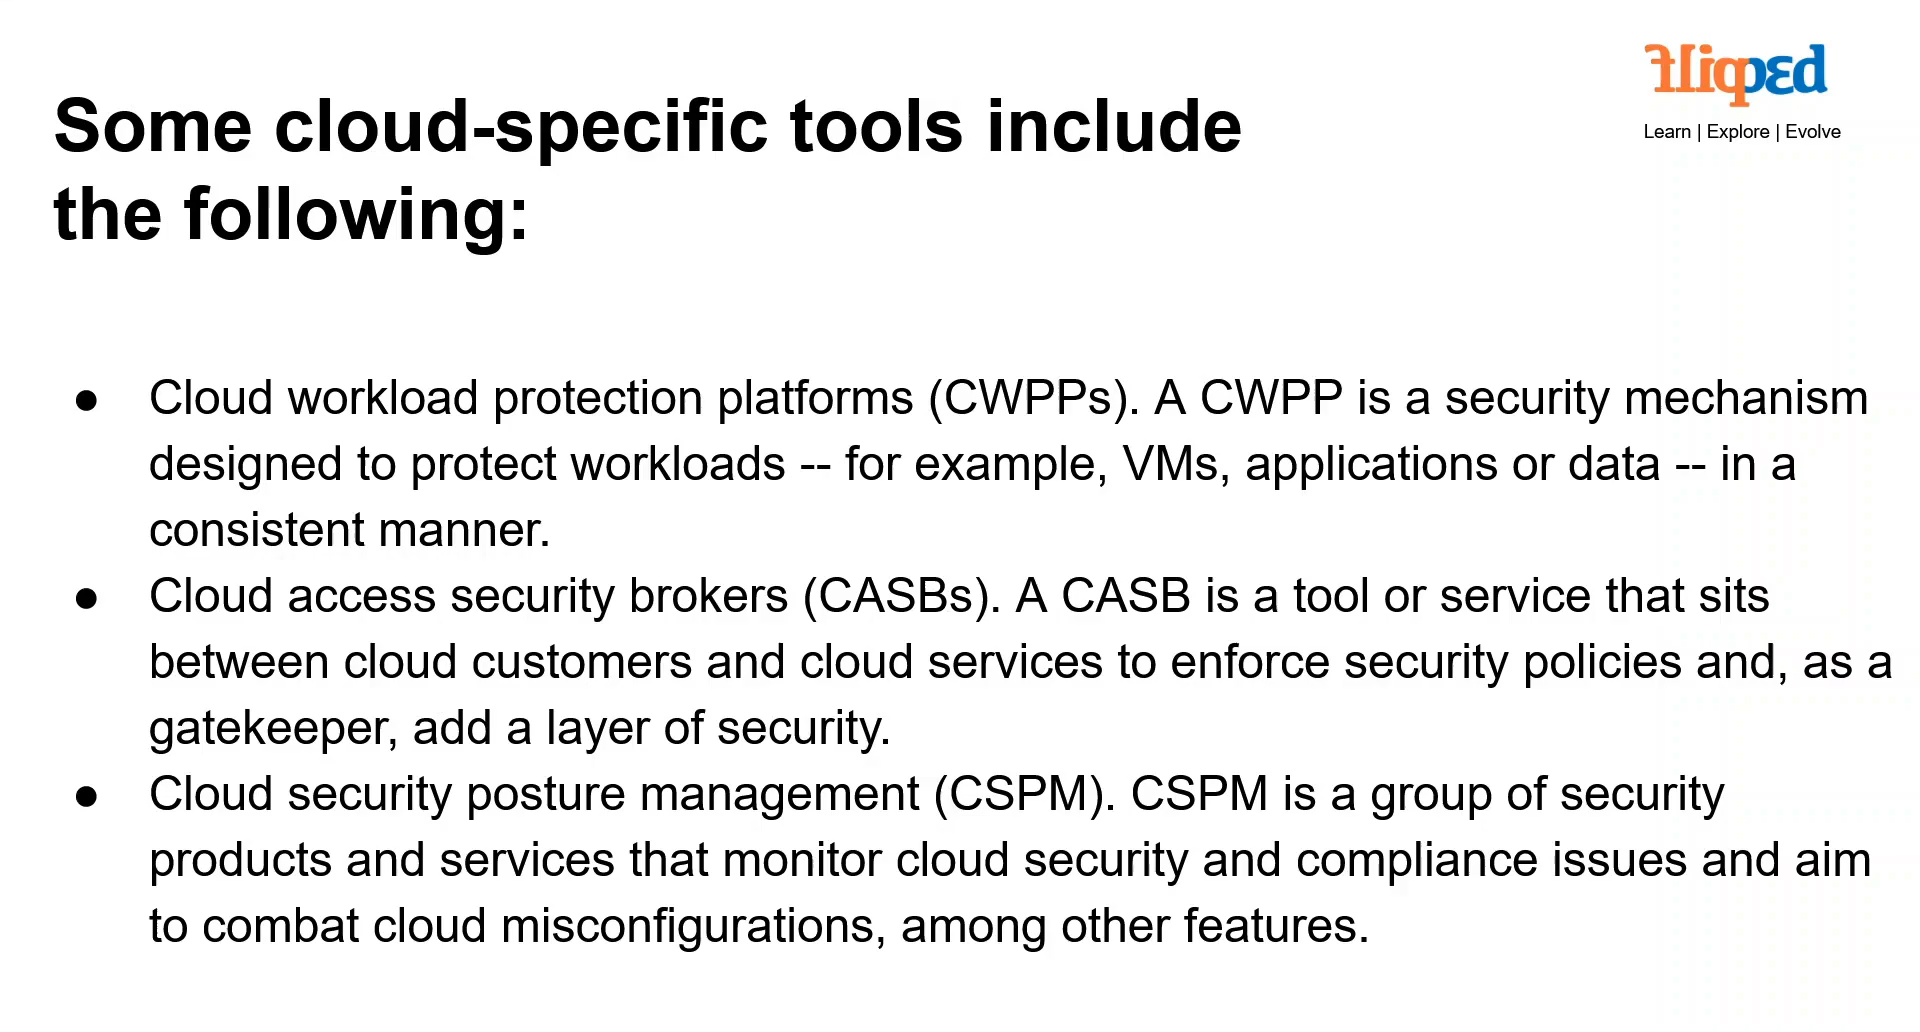 flipped
Learn | Explore | Evolve
Some cloud-specific tools include
the following:
● Cloud workload protection platforms (CWPPs). A CWPP is a security mechanism
designed to protect workloads -- for example, VMs, applications or data -- in a
consistent manner.
● Cloud access security brokers (CASBs). A CASB is a tool or service that sits
between cloud customers and cloud services to enforce security policies and, as a
gatekeeper, add a layer of security.
● Cloud security posture management (CSPM). CSPM is a group of security
products and services that monitor cloud security and compliance issues and aim
to combat cloud misconfigurations, among other features.